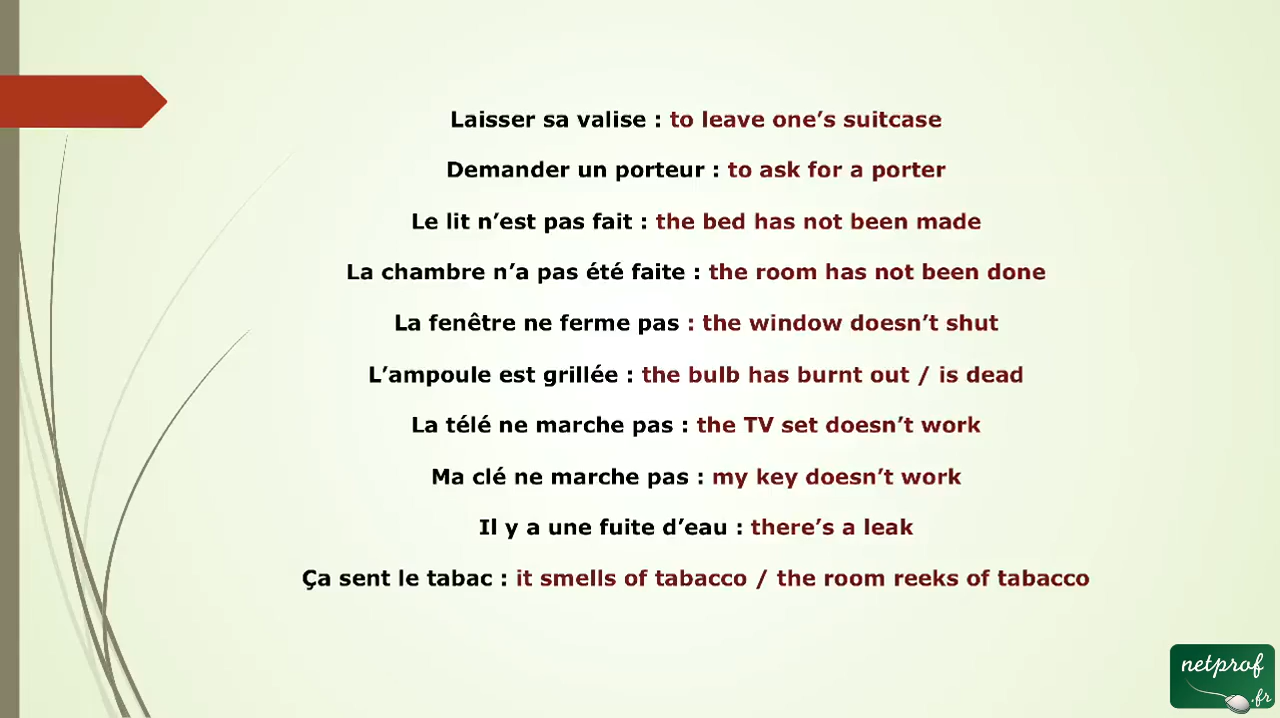 Laisser sa valise : to leave one’s suitcase
Demander un porteur : to ask for a porter
Le lit n’est pas fait : the bed has not been made
La chambre n’a pas été faite : the room has not been done
La fenêtre ne ferme pas : the window doesn’t shut
L’ampoule est grillée : the bulb has burnt out / is dead
La télé ne marche pas : the TV set doesn’t work
Ma clé ne marche pas : my key doesn’t work
Il y a une fuite d’eau : there’s a leak
Ça sent le tabac : it smells of tabacco / the room reeks of tabacco
netprof
.fr